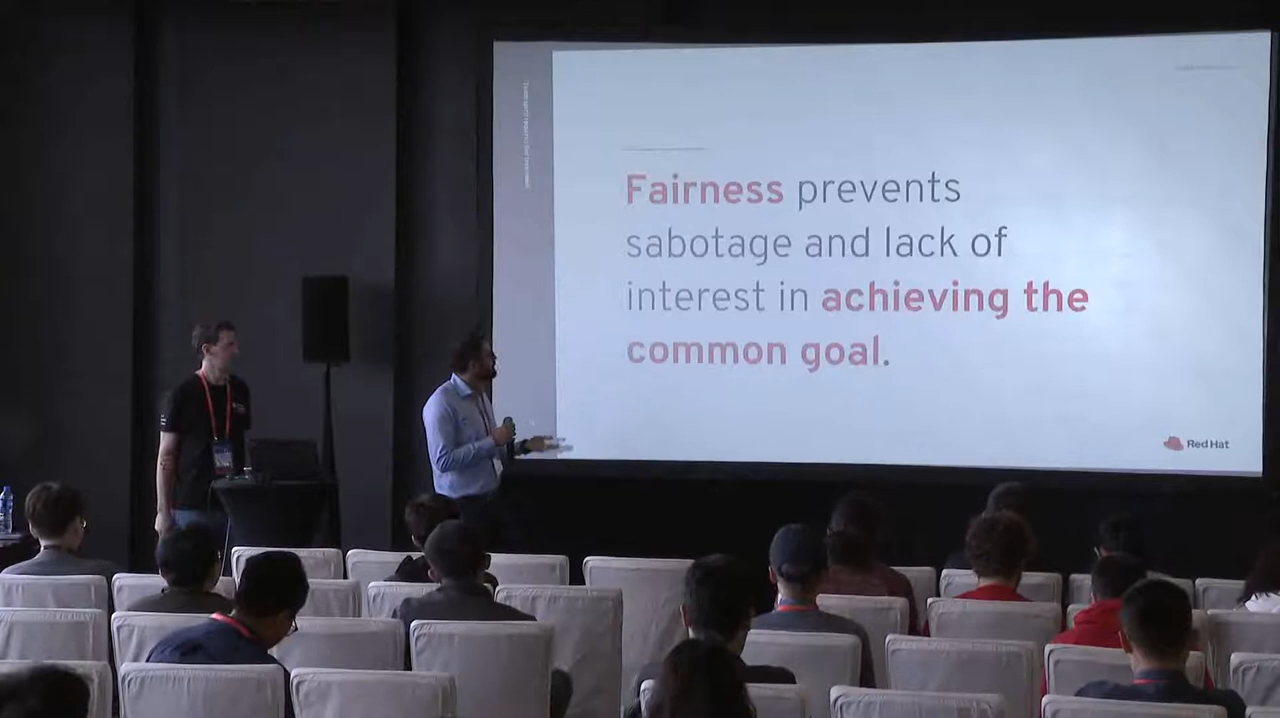 Fairness prevents
sabotage and lack of
interest in achieving the
common goal.
Red Hat